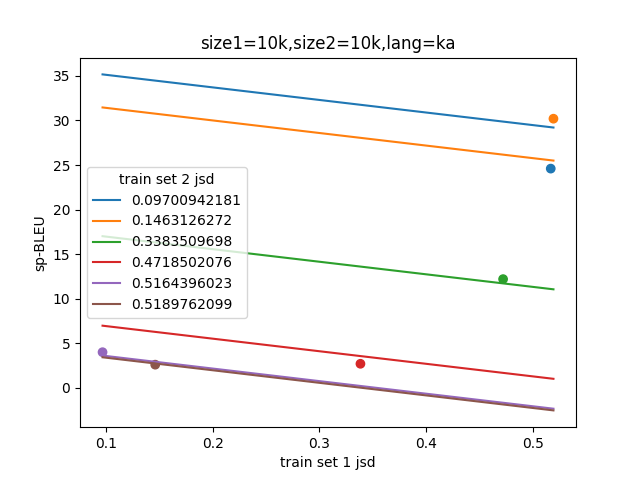 size1=10k,size2=10k,lang=ka
35
30
25
20
15
10
5
0
sp-BLEU
train set 2 jsd
0.09700942181
0.1463126272
0.3383509698
0.4718502076
0.5164396023
0.5189762099
0.1 0.2 0.3 0.4 0.5
train set 1 jsd